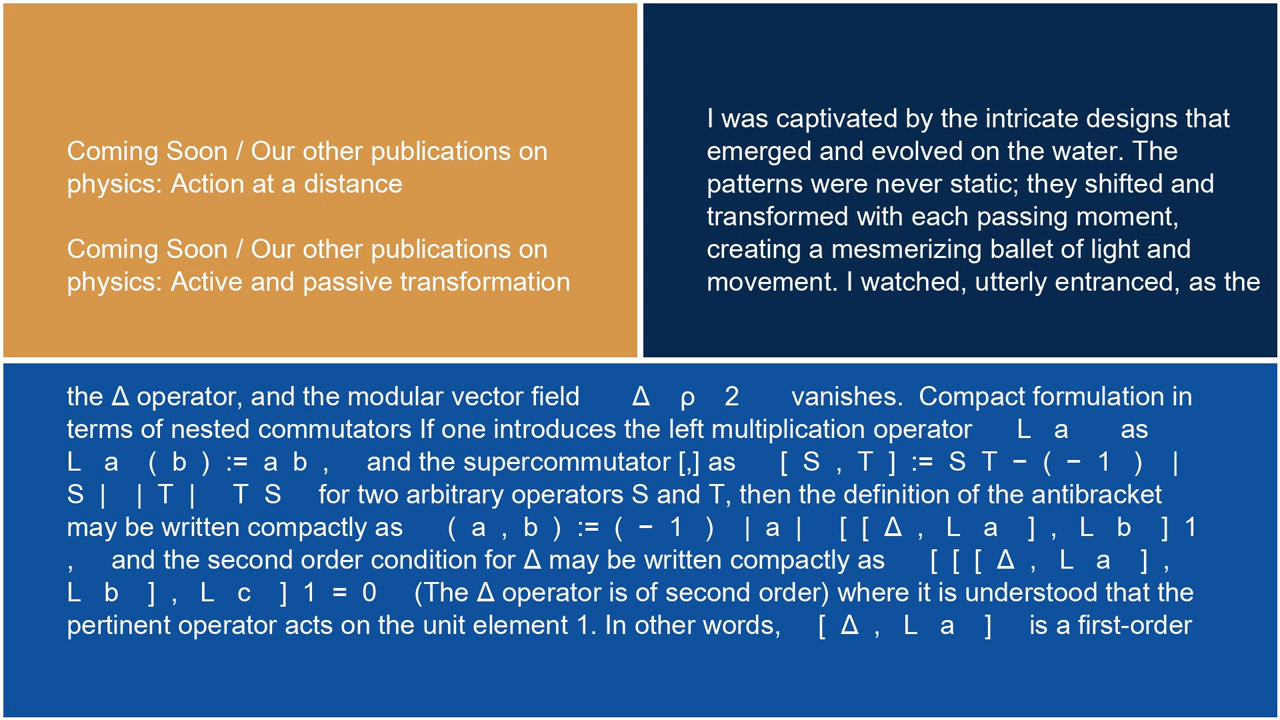 Coming Soon / Our other publications on
physics: Action at a distance
Coming Soon / Our other publications on
physics: Active and passive transformation
I was captivated by the intricate designs that
emerged and evolved on the water. The
patterns were never static; they shifted and
transformed with each passing moment,
creating a mesmerizing ballet of light and
movement. I watched, utterly entranced, as the
the Δ operator, and the modular vector field Δ ρ 2 vanishes. Compact formulation in
terms of nested commutators If one introduces the left multiplication operator L a as
L a ( b ) := a b , and the supercommutator [,] as [ S , T ] := S T − ( − 1 ) |
S | | T | T S for two arbitrary operators S and T, then the definition of the antibracket
may be written compactly as ( a , b ) := ( − 1 ) | a | [ [ Δ , L a ] , L b ] 1
, and the second order condition for Δ may be written compactly as [ [ [ Δ , L a ] ,
L b ] , L c ] 1 = 0 (The Δ operator is of second order) where it is understood that the
pertinent operator acts on the unit element 1. In other words, [ Δ , L a ] is a first-order